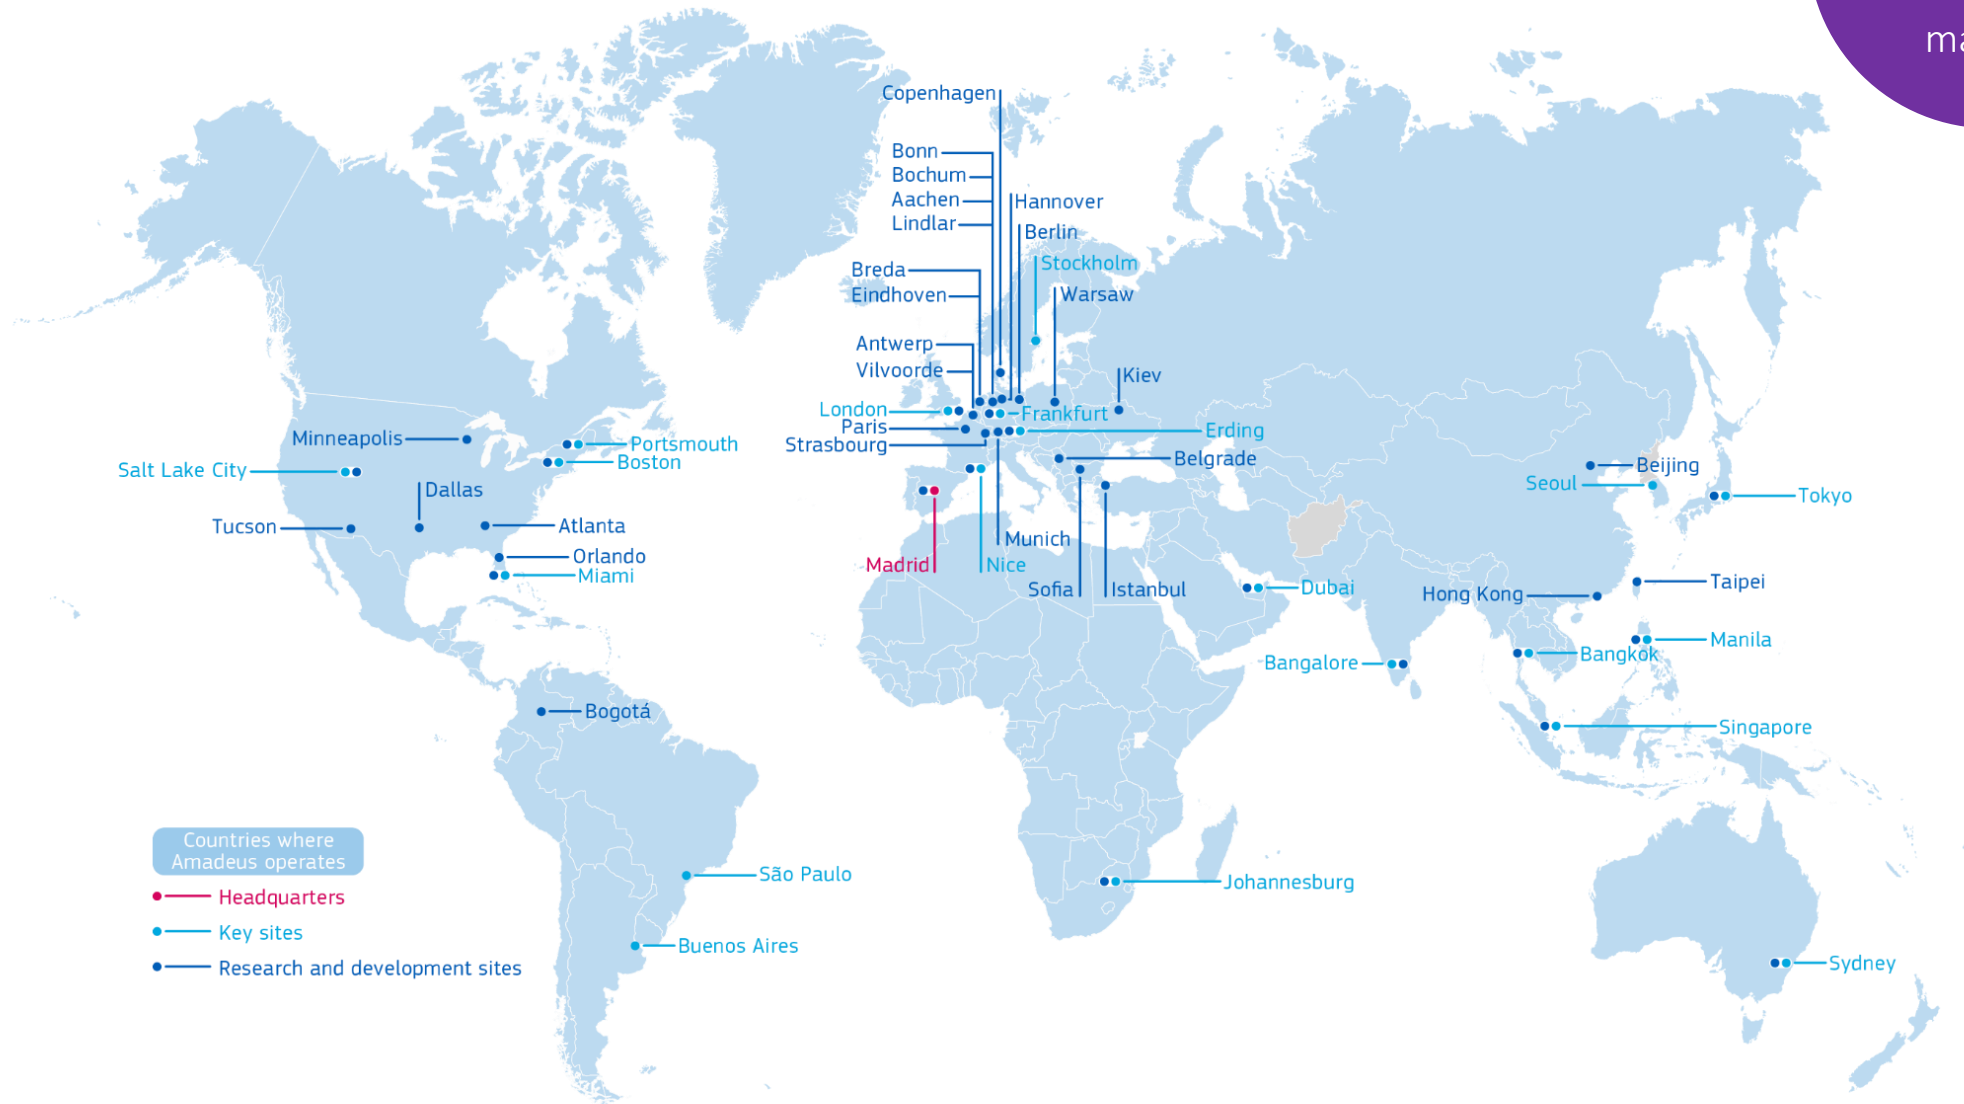 ma
Copenhagen
Bonn
Bochum
Aachen
Lindlar
Hannover
Berlin
Stockholm
Breda
Eindhoven
Warsaw
Antwerp
Vilvoorde
Kiev
London
Frankfurt
Paris
Strasbourg
Erding
Belgrade
Minneapolis
Portsmouth
Boston
Salt Lake City
Dallas
Tucson
Atlanta
Orlando
Miami
Madrid
Nice
Munich
Sofia
Istanbul
Dubai
Beijing
Seoul
Tokyo
Taipei
Hong Kong
Manila
Bangkok
Bangalore
Singapore
Bogotá
São Paulo
Buenos Aires
Johannesburg
Sydney
Countries where
Amadeus operates
Headquarters
Key sites
Research and development sites